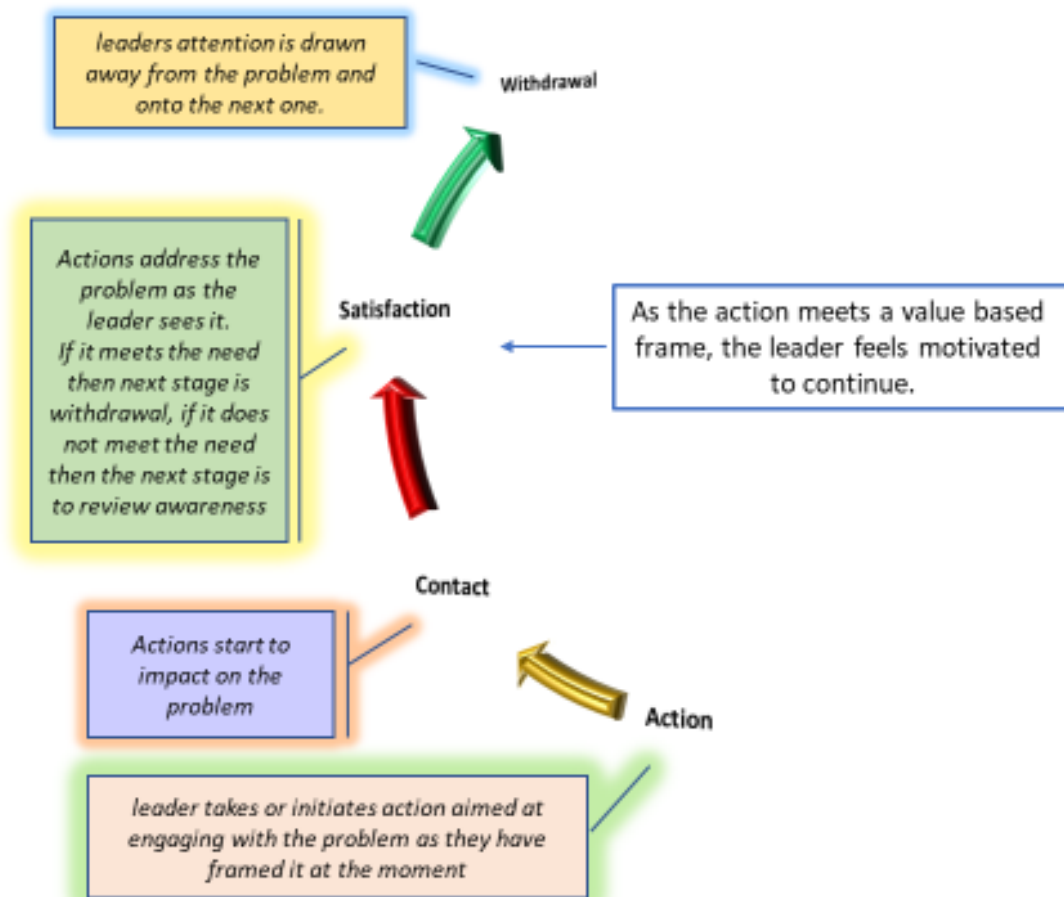 leaders attention is drawn
away from the problem and
onto the next one.
Withdrawal
Actions address the
problem as the
leader sees it.
If it meets the need
then next stage is
withdrawal, if it does
not meet the need
then the next stage is
to review awareness
Satisfaction
As the action meets a value based
frame, the leader feels motivated
to continue.
Contact
Actions start to
impact on the
problem
Action
leader takes or initiates action aimed at
engaging with the problem as they have
framed it at the moment